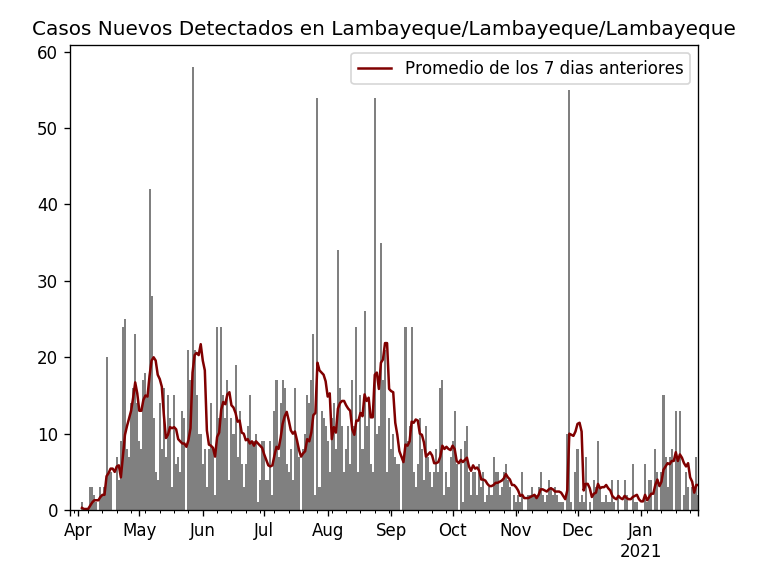 Casos Nuevos Detectados en Lambayeque/Lambayeque/Lambayeque
Promedio de los 7 dias anteriores
60
50
40
30
20
10
0
Apr May Jun Jul Aug Sep Oct Nov Dec Jan
2021